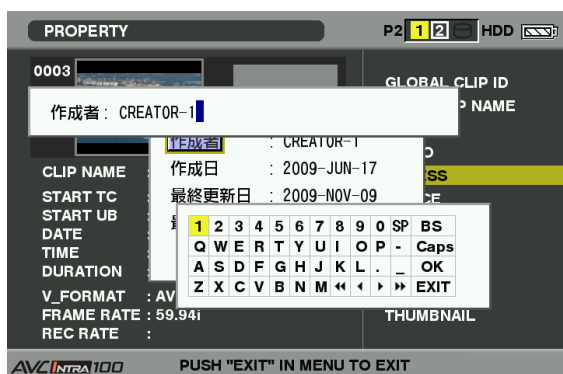 PROPERTY
P2 1 2 HDD
0003
GLOBAL CLIP ID
P NAME
作成者 : CREATOR-1
作成者 : CREATOR-1
O
CLIP NAME :
作成日 : 2009-JUN-17
SS
START TC
最終更新日 : 2009-NOV-09
START UB
DATE
TIME
DURATION
1 2 3 4 5 6 7 8 9 0 SP BS
Q W E R T Y U I O P - Caps
A S D F G H J K L . _ OK
Z X C V B N M ◂◂ ◂ ▸ ▸▸ EXIT
V_FORMAT : AV
FRAME RATE : 59.94i
THUMBNAIL
REC RATE :
AVC INTRA 100
PUSH "EXIT" IN MENU TO EXIT